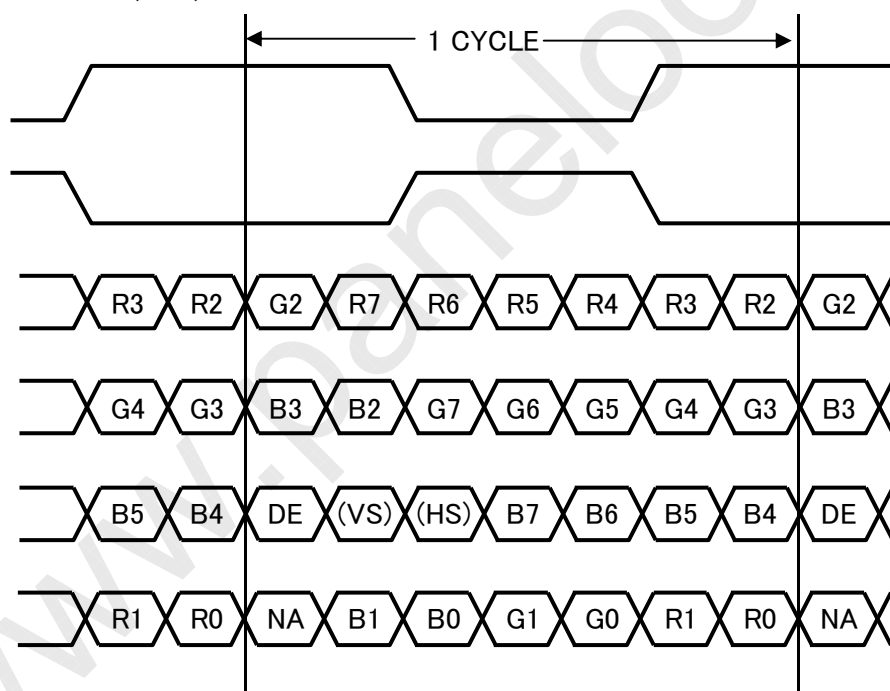 1 CYCLE
R3 R2 G2 R7 R6 R5 R4 R3 R2 G2
G4 G3 B3 B2 G7 G6 G5 G4 G3 B3
B5 B4 DE (VS) (HS) B7 B6 B5 B4 DE
R1 R0 NA B1 B0 G1 G0 R1 R0 NA
www.paneloo